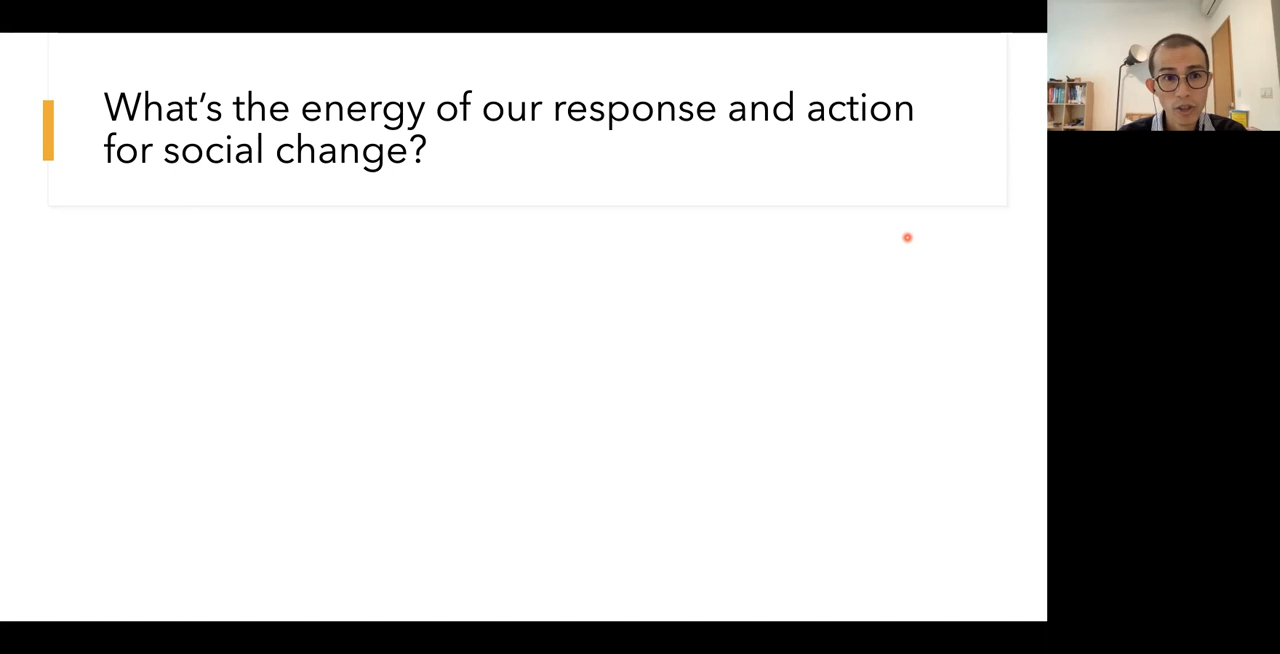 What's the energy of our response and action
for social change?